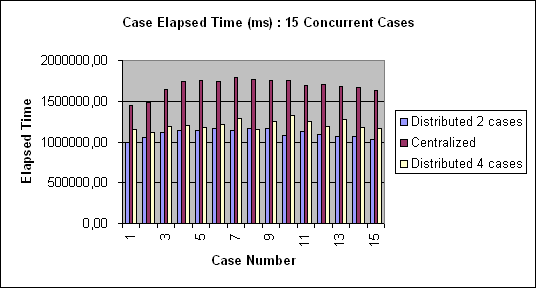 Case Elapsed Time (ms) : 15 Concurrent Cases
2000000,00
1500000,00
1000000,00
500000,00
0,00
Elapsed Time
1
3
5
7
9
11
13
15
Case Number
Distributed 2 cases
Centralized
Distributed 4 cases